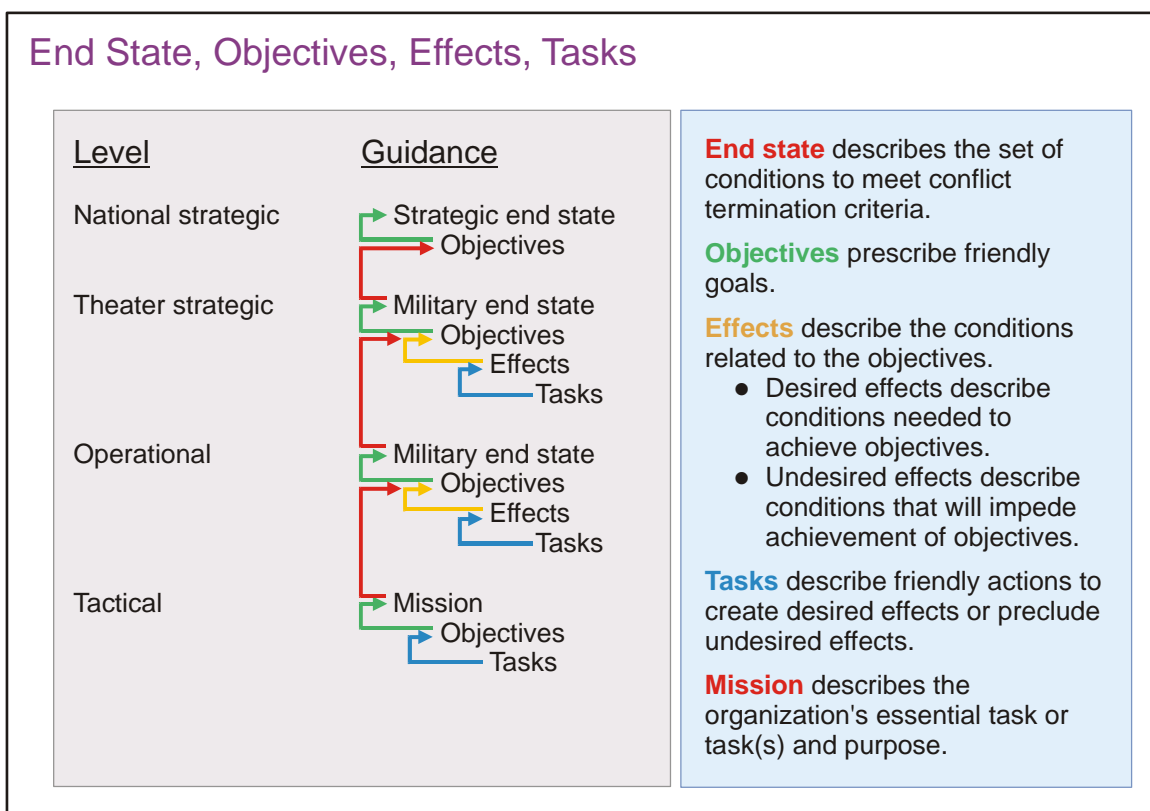 End State, Objectives, Effects, Tasks
Level Guidance
National strategic Strategic end state
Objectives
Theater strategic Military end state
Objectives
Effects
Tasks
Operational Military end state
Objectives
Effects
Tasks
Tactical Mission
Objectives
Tasks
End state describes the set of
conditions to meet conflict
termination criteria.
Objectives prescribe friendly
goals.
Effects describe the conditions
related to the objectives.
● Desired effects describe
conditions needed to
achieve objectives.
● Undesired effects describe
conditions that will impede
achievement of objectives.
Tasks describe friendly actions to
create desired effects or preclude
undesired effects.
Mission describes the
organization's essential task or
task(s) and purpose.